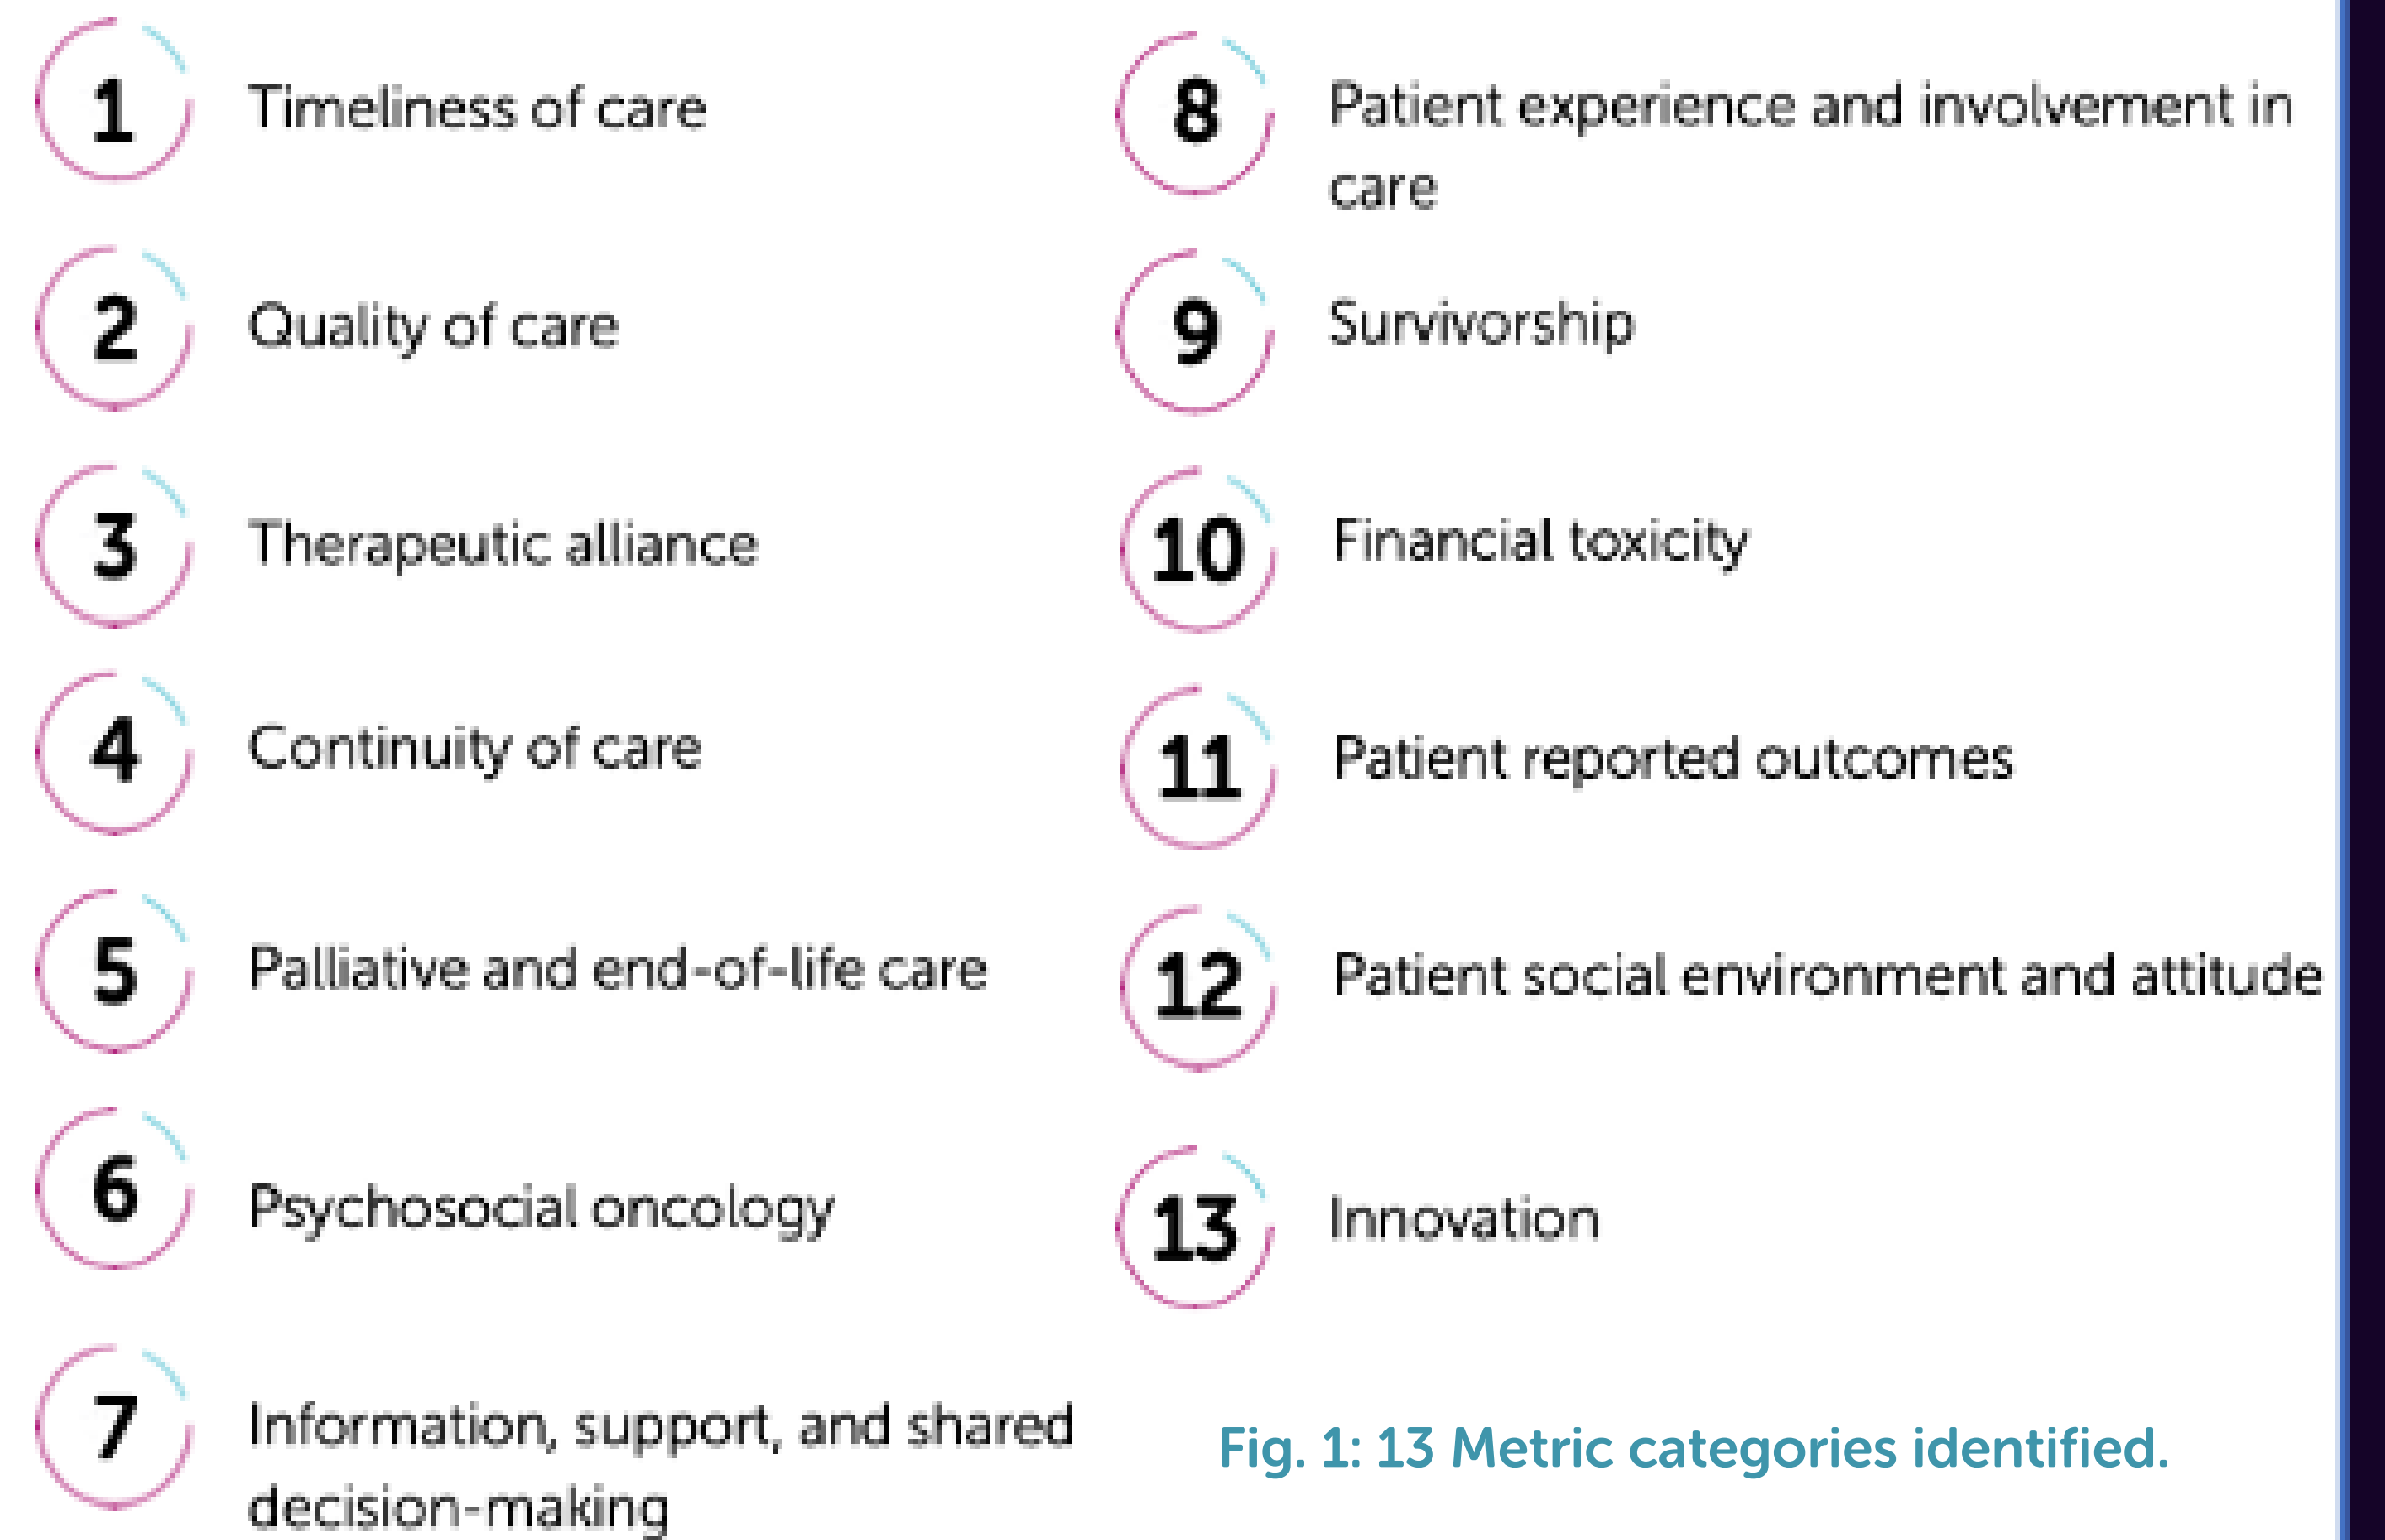 1 Timeliness of care
2 Quality of care
3 Therapeutic alliance
4 Continuity of care
5 Palliative and end-of-life care
6 Psychosocial oncology
7 Information, support, and shared
decision-making
8 Patient experience and involvement in
care
9 Survivorship
10 Financial toxicity
11 Patient reported outcomes
12 Patient social environment and attitude
13 Innovation
Fig. 1: 13 Metric categories identified.